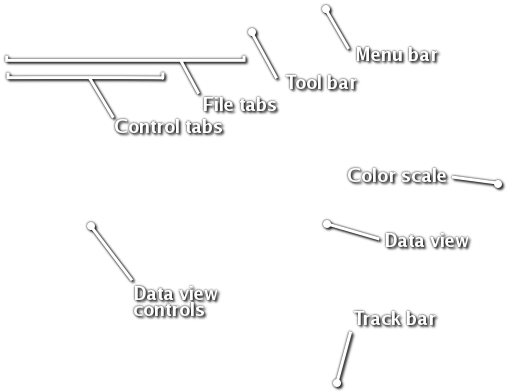 Menu bar
Tool bar
File tabs
Control tabs
Color scale
Data view
Data view
controls
Track bar